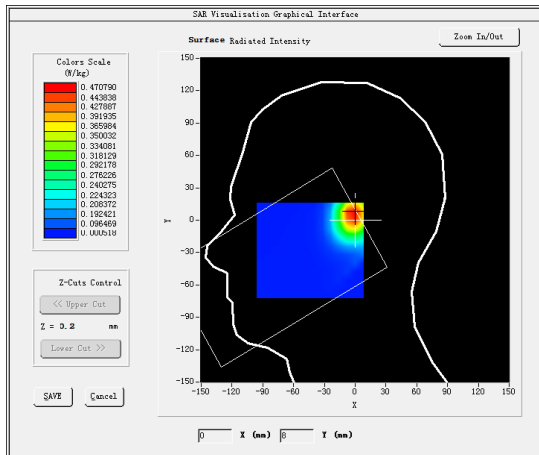 SAR Visualisation Graphical Interface
Surface Radiated Intensity
Zoom In/Out
Colors Scale
(W/kg)
0.470790
0.443838
0.427887
0.391935
0.365984
0.350032
0.334081
0.318129
0.292178
0.276226
0.240275
0.224323
0.208372
0.192421
0.096469
0.000518
Z-Cuts Control
<< Upper Cut
Z = 0.2 mm
Lower Cut >>
SAVE Cancel
150
120
90
60
30
0
-30
-60
-90
-120
-150
Y
-150 -120 -90 -60 -30 0 30 60 90 120 150
X
0 X (mm) 8 Y (mm)